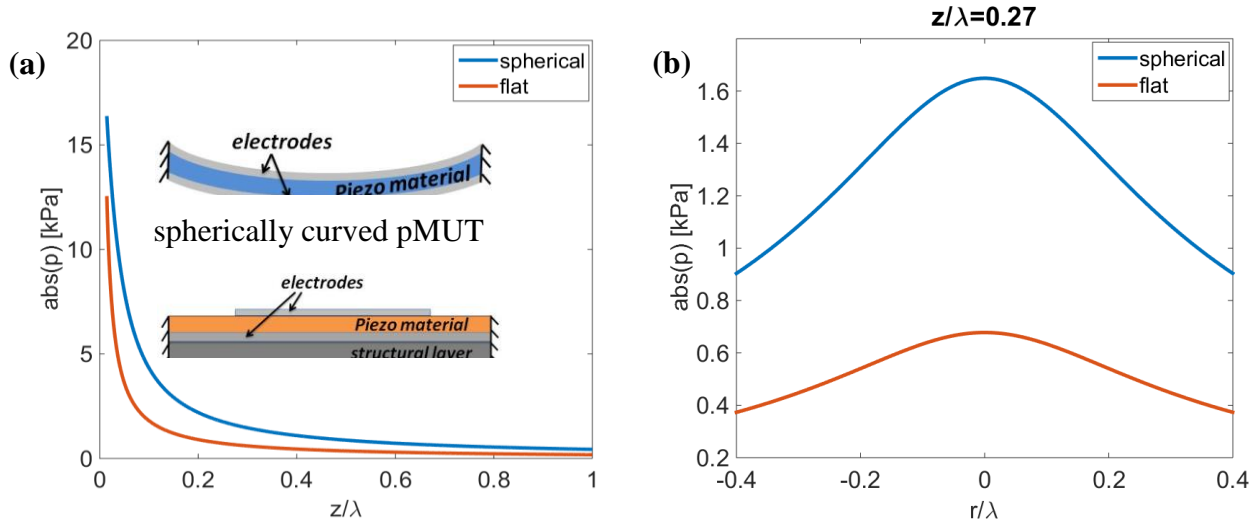 (a)
20
15
10
5
0
abs(p) [kPa]
spherical
flat
electrodes
Piezo material
spherically curved pMUT
electrodes
Piezo material
structural layer
0
0.2
0.4
0.6
0.8
1
z/λ
(b)
z/λ=0.27
1.6
1.4
1.2
1
0.8
0.6
0.4
0.2
abs(p) [kPa]
spherical
flat
-0.4
-0.2
0
0.2
0.4
r/λ